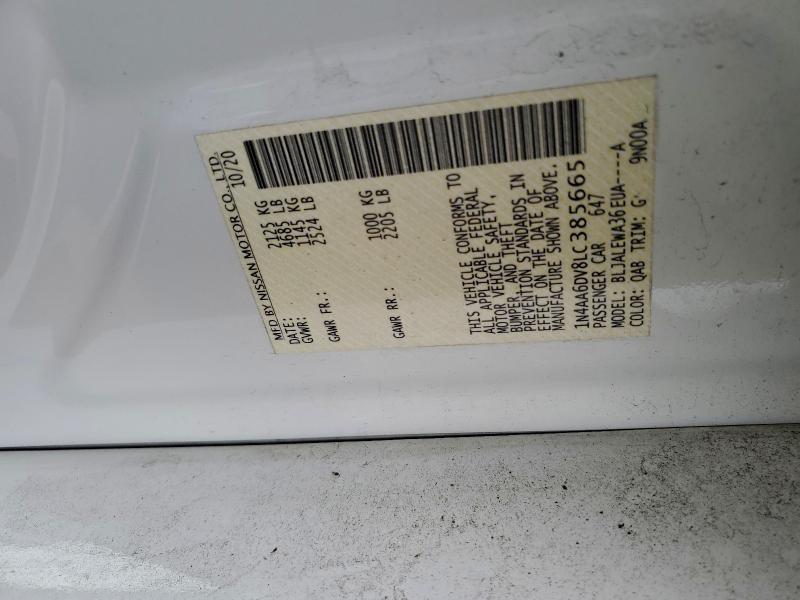 MFD BY NISSAN MOTOR CO., LTD.
DATE: 10/20
GVWR: 2125 KG
4685 LB
GAWR FR.: 1145 KG
2524 LB
GAWR RR.: 1000 KG
2205 LB
THIS VEHICLE CONFORMS TO
ALL APPLICABLE FEDERAL
MOTOR VEHICLE SAFETY,
BUMPER, AND THEFT
PREVENTION STANDARDS IN
EFFECT ON THE DATE OF
MANUFACTURE SHOWN ABOVE.
1N4AA6DV8LC385665
PASSENGER CAR 647
MODEL: BLJALEWA36EUA-----A
COLOR: QAB TRIM: G 9N00A